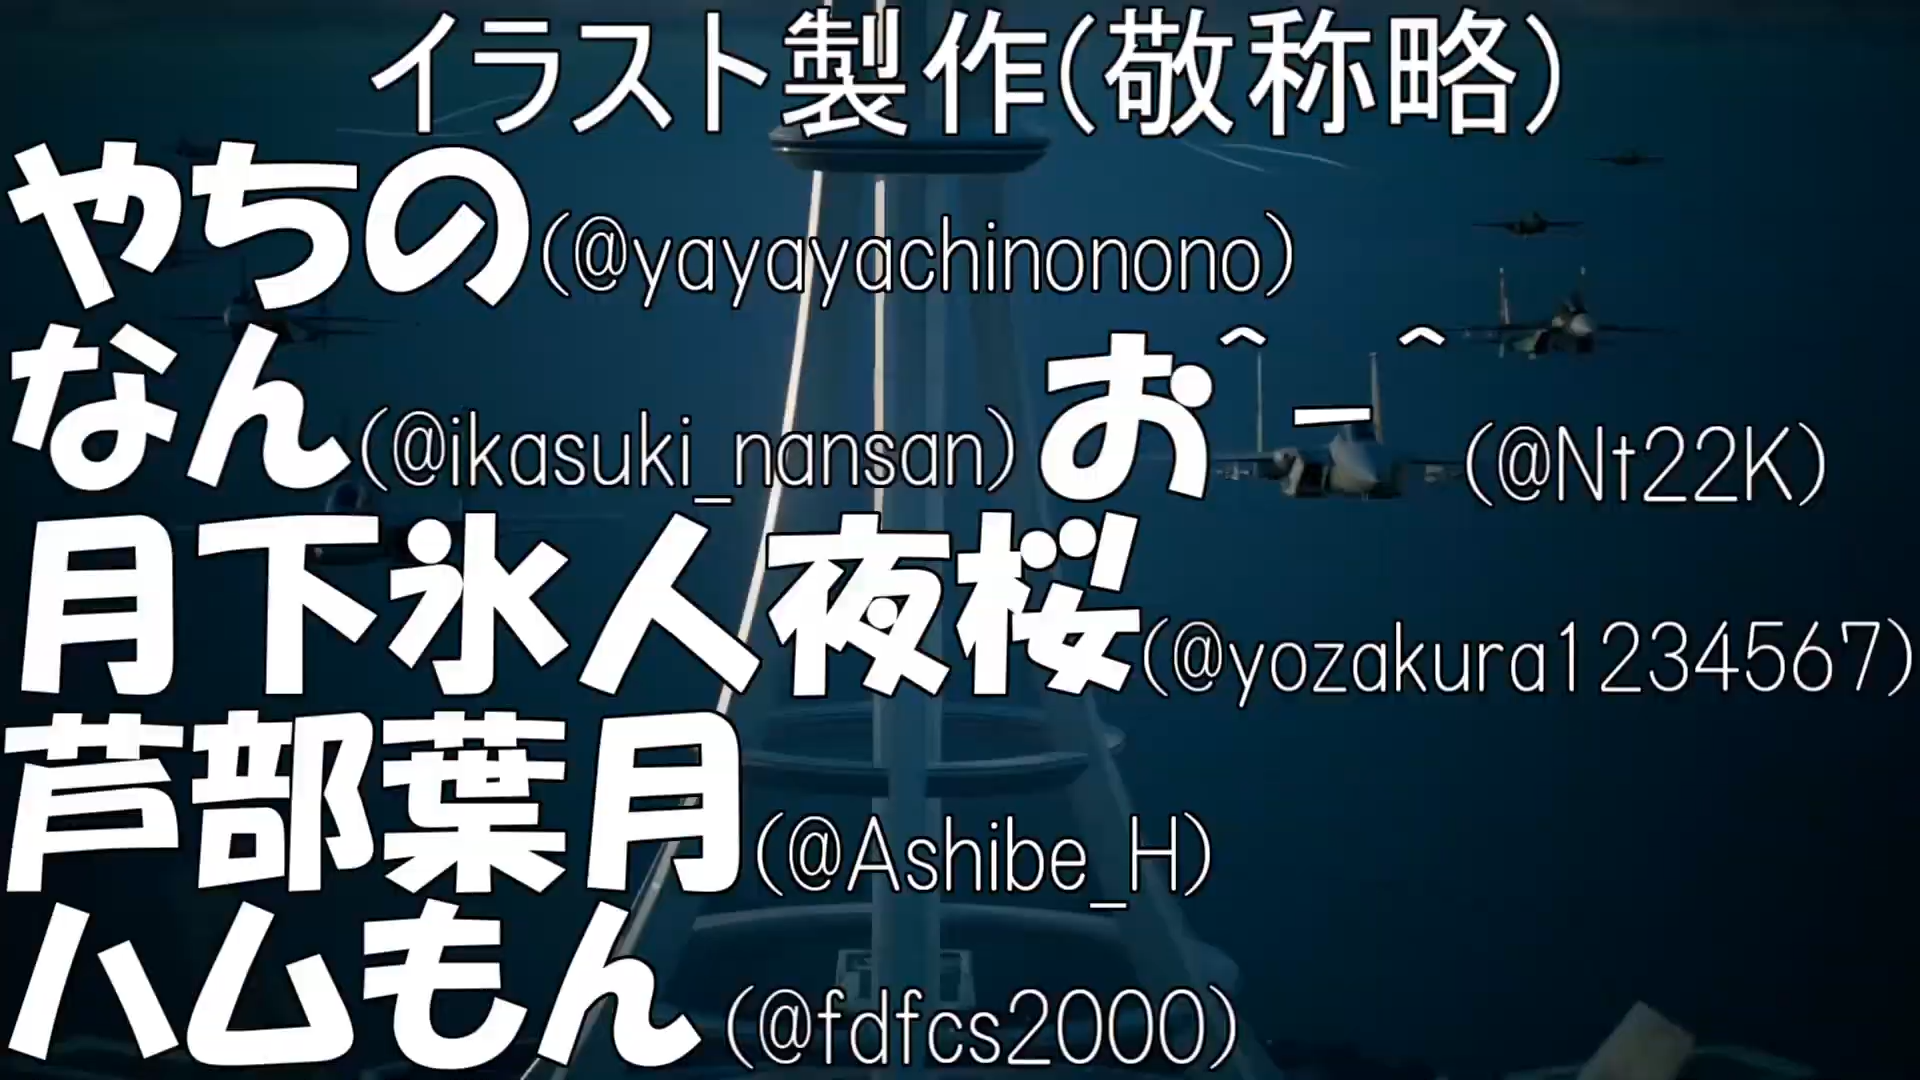 イラスト製作(敬称略)
やちの(@yayayachinonono)
なん(@ikasuki_nansan)お^_^(@Nt22K)
月下氷人夜桜(@yozakura1234567)
芦部葉月(@Ashibe_H)
ハムもん(@fdfcs2000)